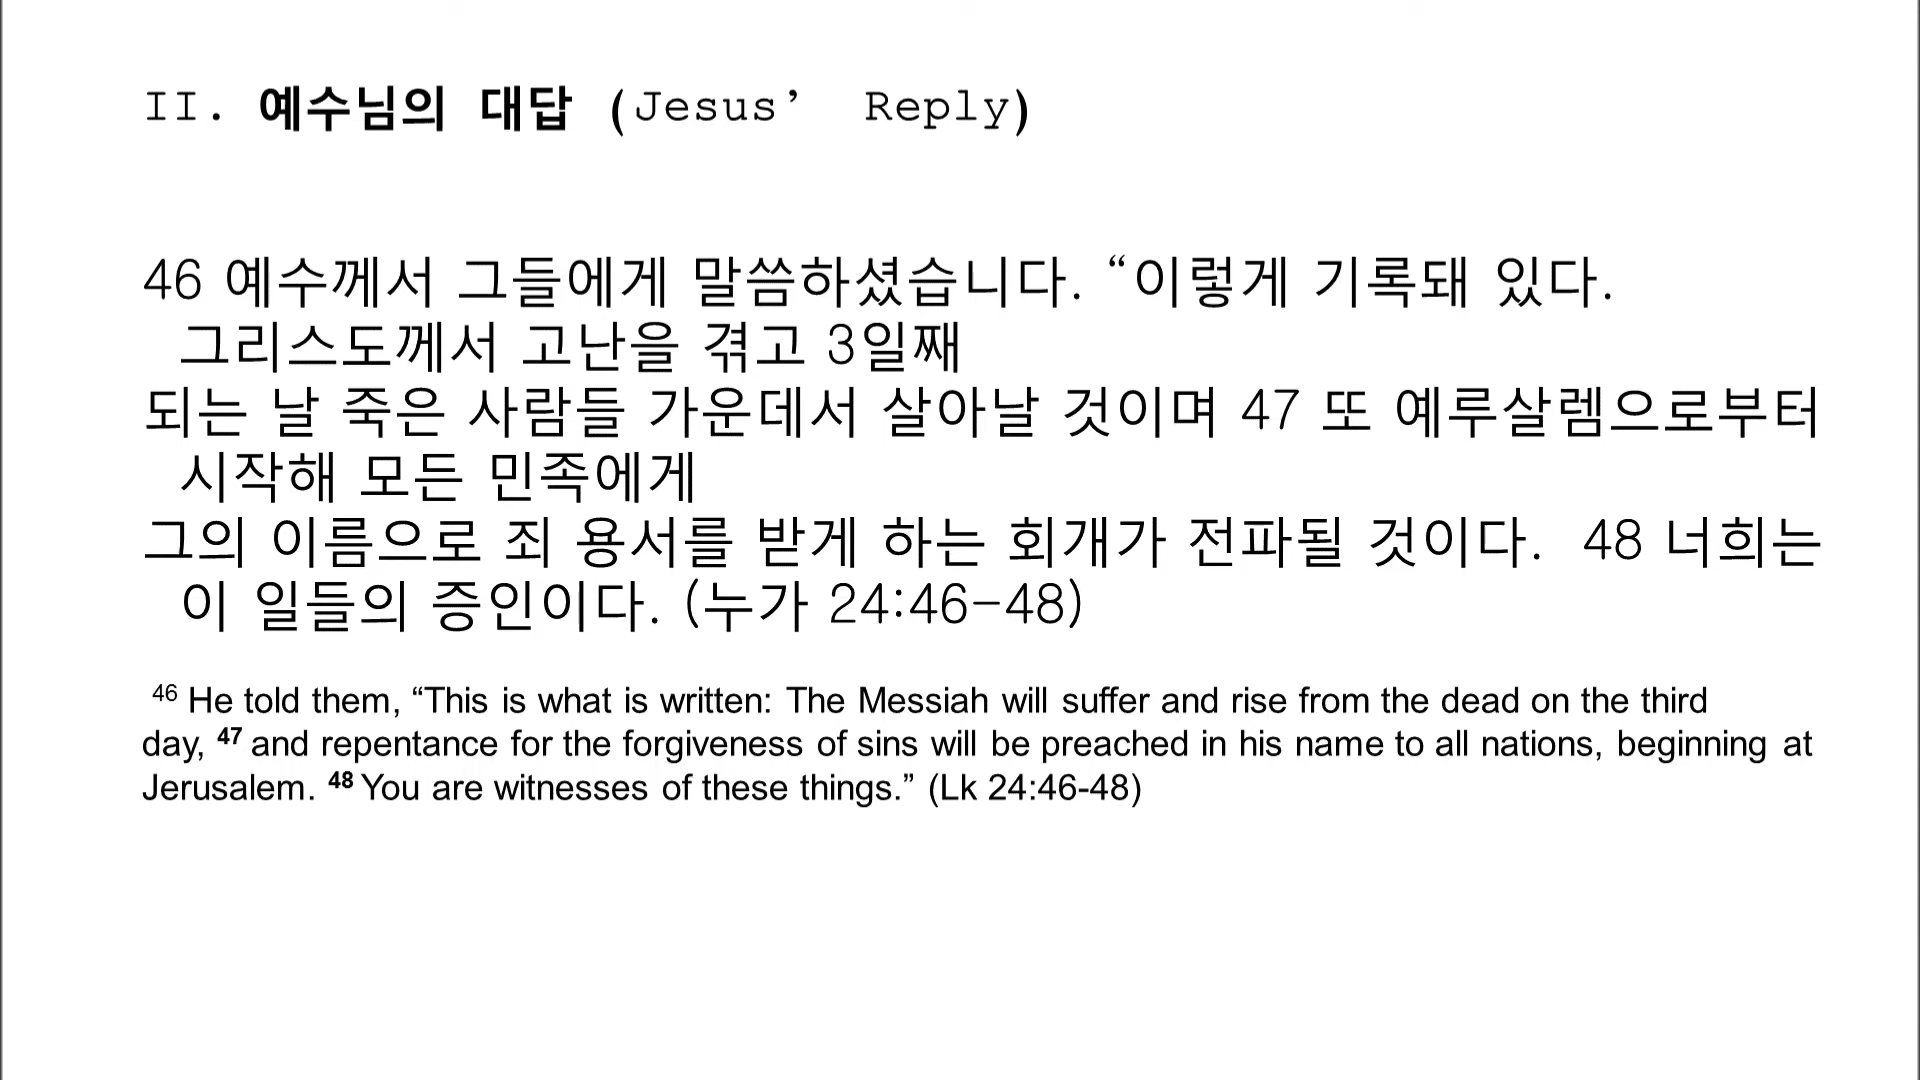 II. 예수님의 대답 (Jesus’ Reply)
46 예수께서 그들에게 말씀하셨습니다. “이렇게 기록돼 있다.
그리스도께서 고난을 겪고 3일째
되는 날 죽은 사람들 가운데서 살아날 것이며 47 또 예루살렘으로부터
시작해 모든 민족에게
그의 이름으로 죄 용서를 받게 하는 회개가 전파될 것이다. 48 너희는
이 일들의 증인이다. (누가 24:46-48)
46 He told them, “This is what is written: The Messiah will suffer and rise from the dead on the third
day, 47 and repentance for the forgiveness of sins will be preached in his name to all nations, beginning at
Jerusalem. 48 You are witnesses of these things.” (Lk 24:46-48)